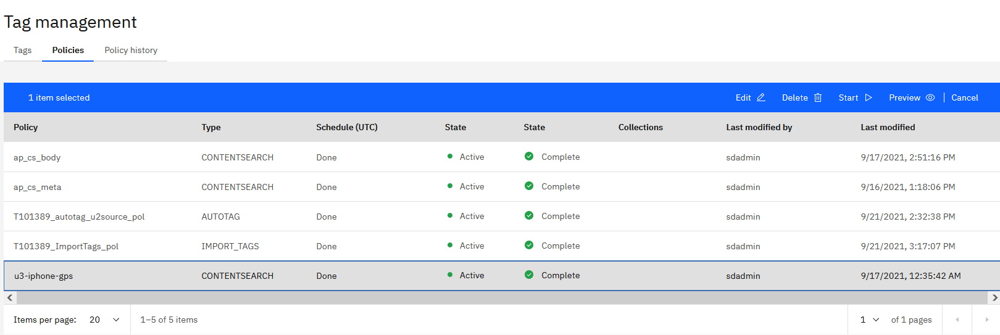 Tag management
Tags Policies Policy history
1 item selected Edit Delete Start Preview Cancel
Policy Type Schedule (UTC) State State Collections Last modified by Last modified
ap_cs_body CONTENTSEARCH Done Active Complete sdadmin 9/17/2021, 2:51:16 PM
ap_cs_meta CONTENTSEARCH Done Active Complete sdadmin 9/16/2021, 1:18:06 PM
T101389_autotag_u2source_pol AUTOTAG Done Active Complete sdadmin 9/21/2021, 2:32:38 PM
T101389_ImportTags_pol IMPORT_TAGS Done Active Complete sdadmin 9/21/2021, 3:17:07 PM
u3-iphone-gps CONTENTSEARCH Done Active Complete sdadmin 9/17/2021, 12:35:42 AM
Items per page: 20 1–5 of 5 items 1 of 1 pages